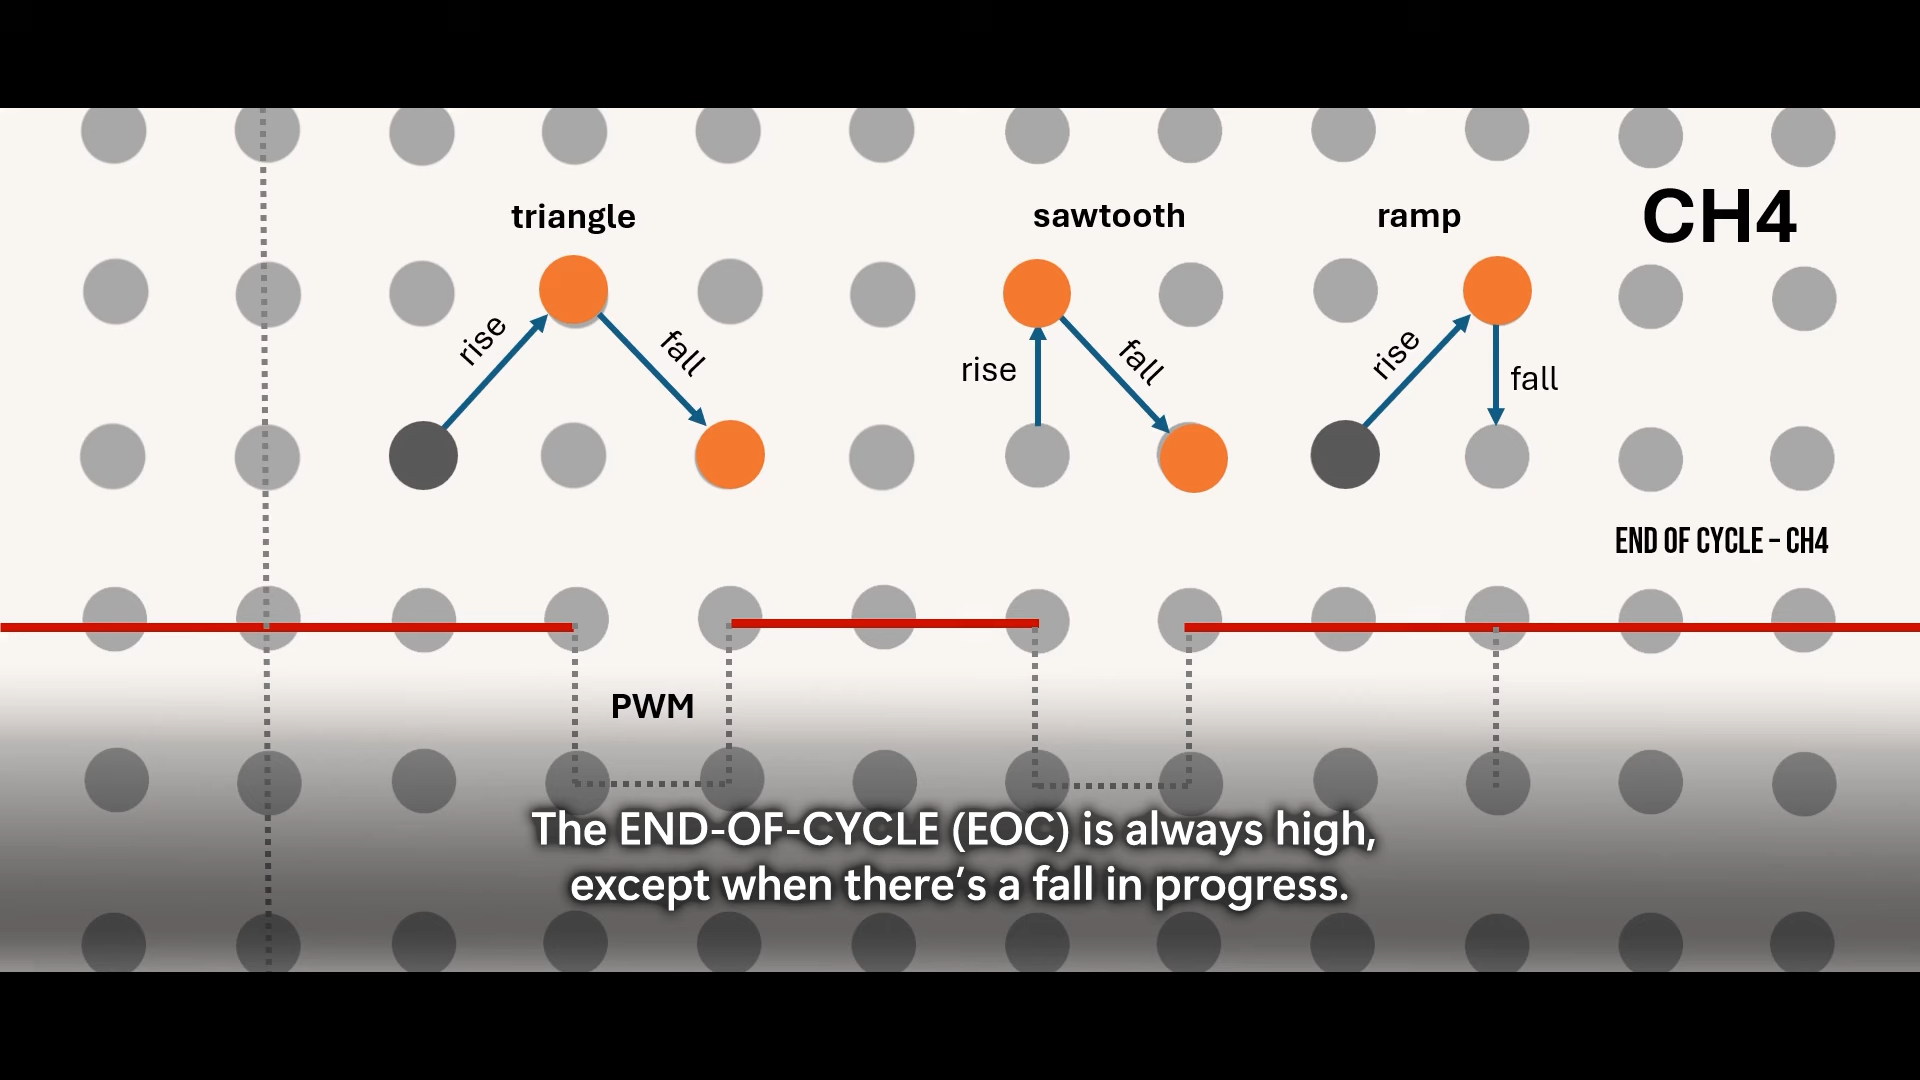 triangle
sawtooth
ramp
CH4
rise
fall
rise
fall
rise
fall
END OF CYCLE – CH4
PWM
The END-OF-CYCLE (EOC) is always high,
except when there's a fall in progress.